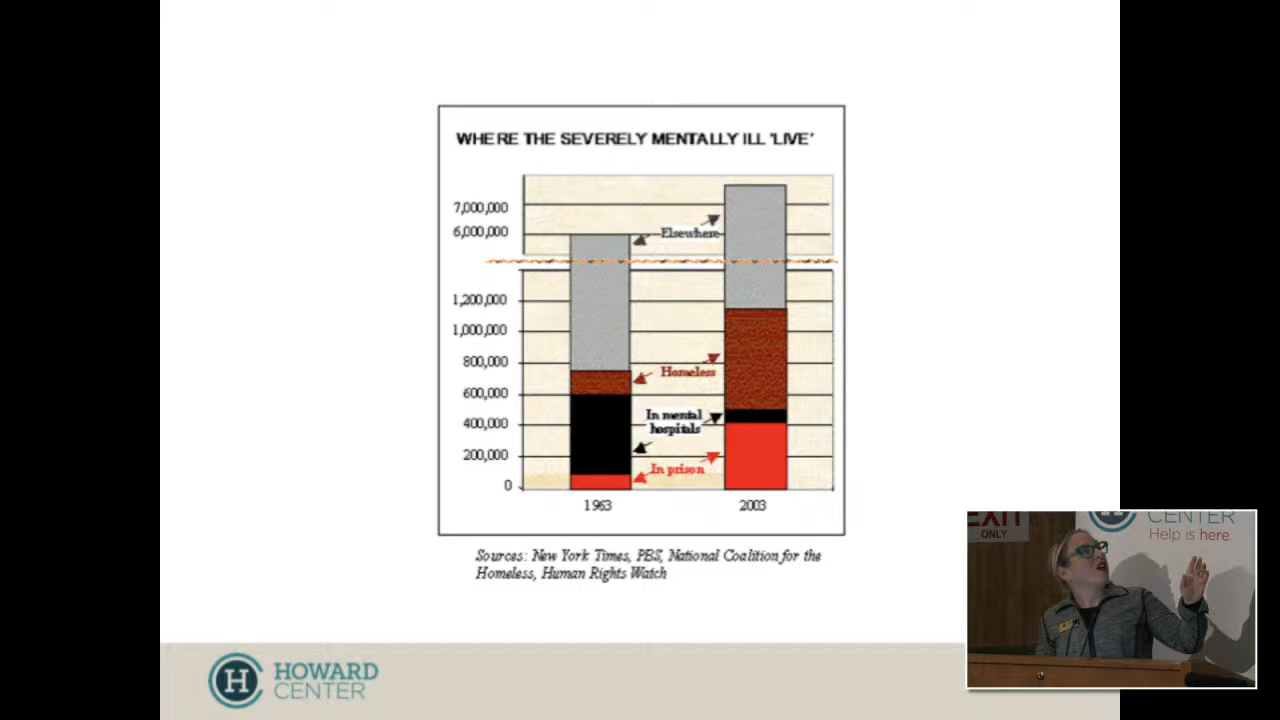 WHERE THE SEVERELY MENTALLY ILL 'LIVE'
7,000,000
6,000,000
Elsewhere
1,200,000
1,000,000
800,000
Homeless
600,000
In mental
hospitals
400,000
200,000
In prison
0
1963
2003
Sources: New York Times, PBS, National Coalition for the
Homeless, Human Rights Watch
H HOWARD
CENTER
EXIT
ONLY
H
CENTER
Help is here.